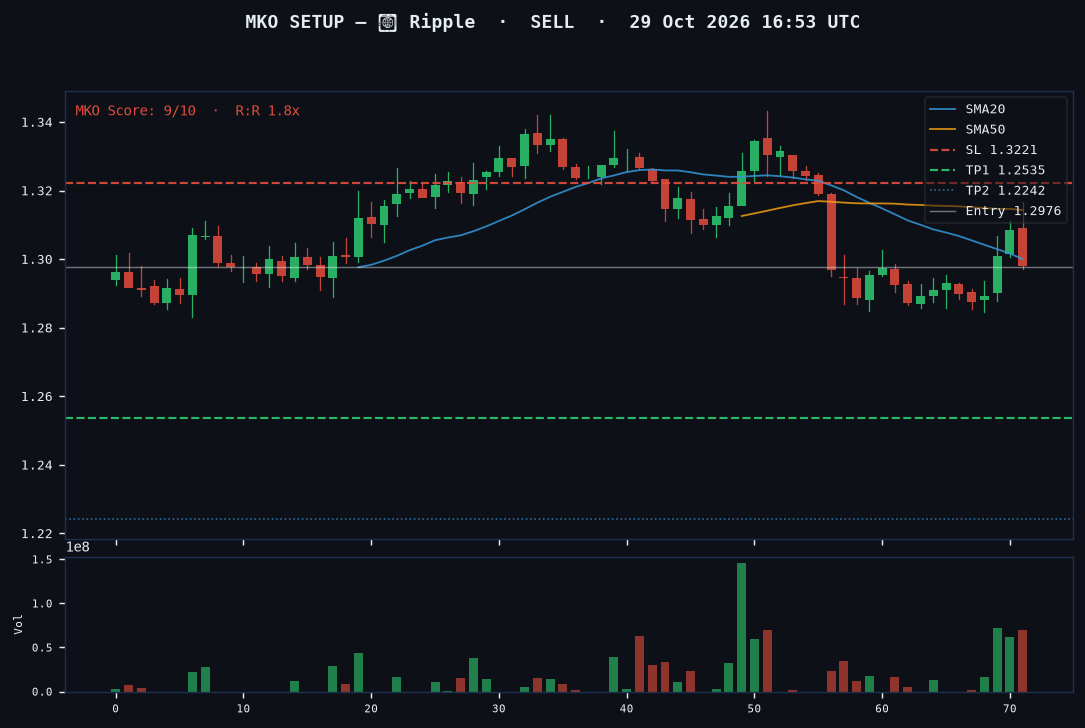 MKO SETUP — Ripple · SELL · 29 Oct 2026 16:53 UTC
MKO Score: 9/10 · R:R 1.8x
SMA20
SMA50
SL 1.3221
TP1 1.2535
TP2 1.2242
Entry 1.2976
1.34
1.32
1.30
1.28
1.26
1.24
1.22
1e8
1.5
1.0
0.5
0.0
Vol
0 10 20 30 40 50 60 70